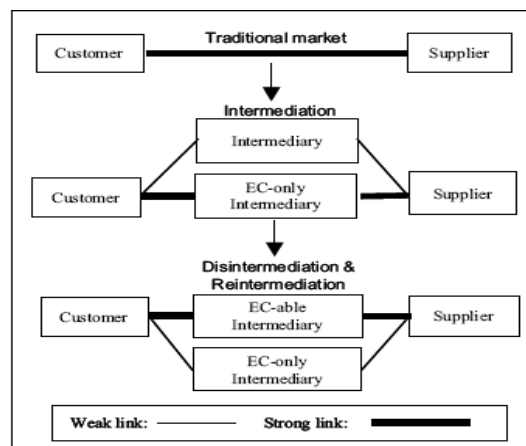 Traditional market
Customer
Supplier
Intermediation
Intermediary
Customer
EC-only
Intermediary
Supplier
Disintermediation &
Reintermediation
Customer
EC-able
Intermediary
Supplier
EC-only
Intermediary
Weak link:
Strong link: